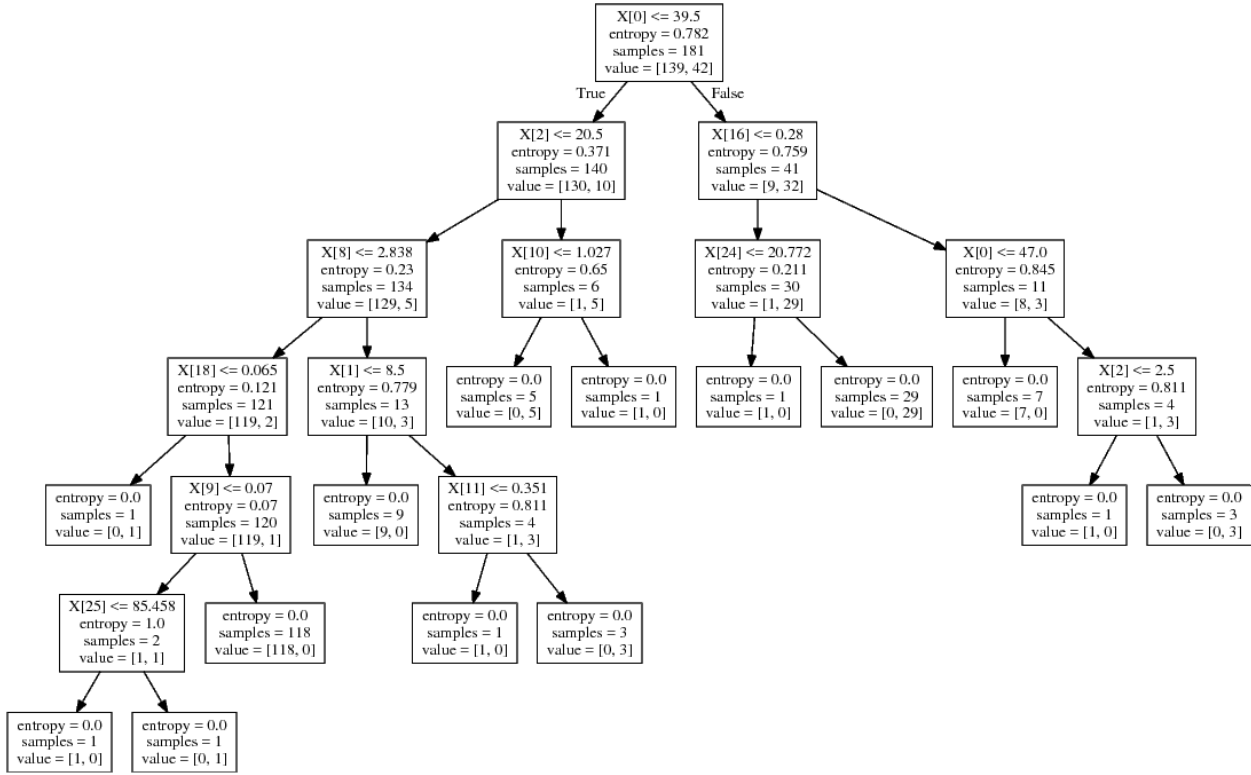 X[0] <= 39.5
entropy = 0.782
samples = 181
value = [139, 42]
True
False
X[2] <= 20.5
entropy = 0.371
samples = 140
value = [130, 10]
X[16] <= 0.28
entropy = 0.759
samples = 41
value = [9, 32]
X[8] <= 2.838
entropy = 0.23
samples = 134
value = [129, 5]
X[10] <= 1.027
entropy = 0.65
samples = 6
value = [1, 5]
X[24] <= 20.772
entropy = 0.211
samples = 30
value = [1, 29]
X[0] <= 47.0
entropy = 0.845
samples = 11
value = [8, 3]
X[18] <= 0.065
entropy = 0.121
samples = 121
value = [119, 2]
X[1] <= 8.5
entropy = 0.779
samples = 13
value = [10, 3]
entropy = 0.0
samples = 5
value = [0, 5]
entropy = 0.0
samples = 1
value = [1, 0]
entropy = 0.0
samples = 1
value = [1, 0]
entropy = 0.0
samples = 29
value = [0, 29]
entropy = 0.0
samples = 7
value = [7, 0]
X[2] <= 2.5
entropy = 0.811
samples = 4
value = [1, 3]
entropy = 0.0
samples = 1
value = [0, 1]
X[9] <= 0.07
entropy = 0.07
samples = 120
value = [119, 1]
entropy = 0.0
samples = 9
value = [9, 0]
X[11] <= 0.351
entropy = 0.811
samples = 4
value = [1, 3]
entropy = 0.0
samples = 1
value = [1, 0]
entropy = 0.0
samples = 3
value = [0, 3]
X[25] <= 85.458
entropy = 1.0
samples = 2
value = [1, 1]
entropy = 0.0
samples = 118
value = [118, 0]
entropy = 0.0
samples = 1
value = [1, 0]
entropy = 0.0
samples = 3
value = [0, 3]
entropy = 0.0
samples = 1
value = [1, 0]
entropy = 0.0
samples = 1
value = [0, 1]